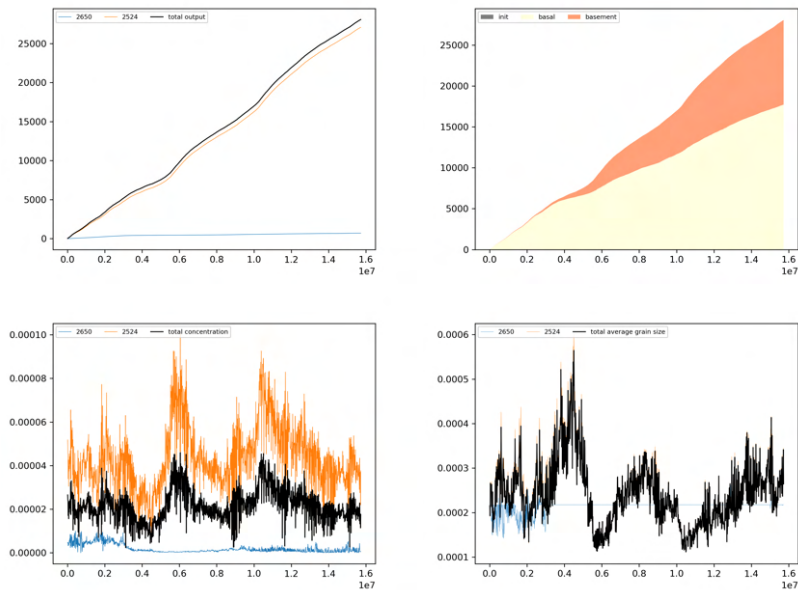 2650 2524 total output
25000
20000
15000
10000
5000
0
0.0 0.2 0.4 0.6 0.8 1.0 1.2 1.4 1.6
1e7
init basal basement
25000
20000
15000
10000
5000
0
0.0 0.2 0.4 0.6 0.8 1.0 1.2 1.4 1.6
1e7
2650 2524 total concentration
0.00010
0.00008
0.00006
0.00004
0.00002
0.00000
0.0 0.2 0.4 0.6 0.8 1.0 1.2 1.4 1.6
1e7
2650 2524 total average grain size
0.0006
0.0005
0.0004
0.0003
0.0002
0.0001
0.0 0.2 0.4 0.6 0.8 1.0 1.2 1.4 1.6
1e7